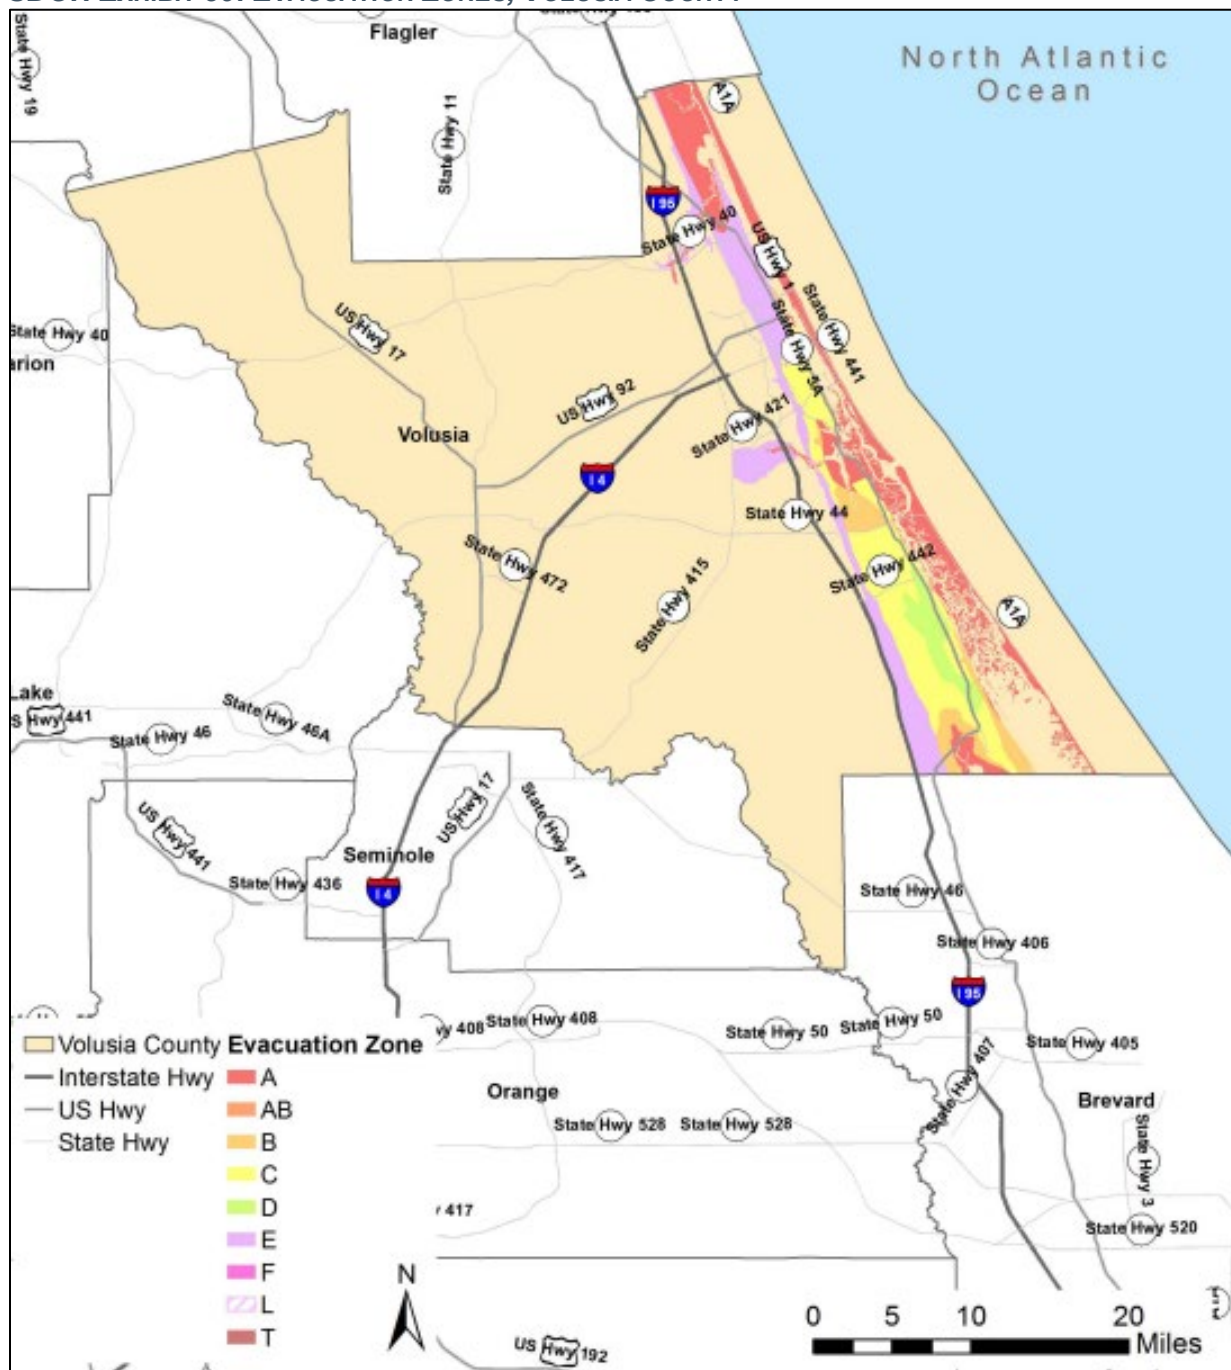 Flagler
State Hwy 19
State Hwy 11
North Atlantic
Ocean
A1A
I 95
State Hwy 40
US Hwy 1
State Hwy 441
State Hwy 5A
State Hwy 40
US Hwy 17
US Hwy 92
Volusia
State Hwy 421
I 4
State Hwy 44
State Hwy 472
State Hwy 442
State Hwy 415
A1A
Lake
S Hwy 441
State Hwy 46
State Hwy 46A
US Hwy 441
US Hwy 17
State Hwy 417
Seminole
State Hwy 436
I 4
State Hwy 46
State Hwy 406
I 95
State Hwy 408
State Hwy 50
State Hwy 50
State Hwy 405
State Hwy 407
Orange
Brevard
State Hwy 528
State Hwy 528
State Hwy 3
417
State Hwy 520
US Hwy 192
Volusia County
Interstate Hwy
US Hwy
State Hwy
Evacuation Zone
A
AB
B
C
D
E
F
L
T
N
0 5 10 20
Miles